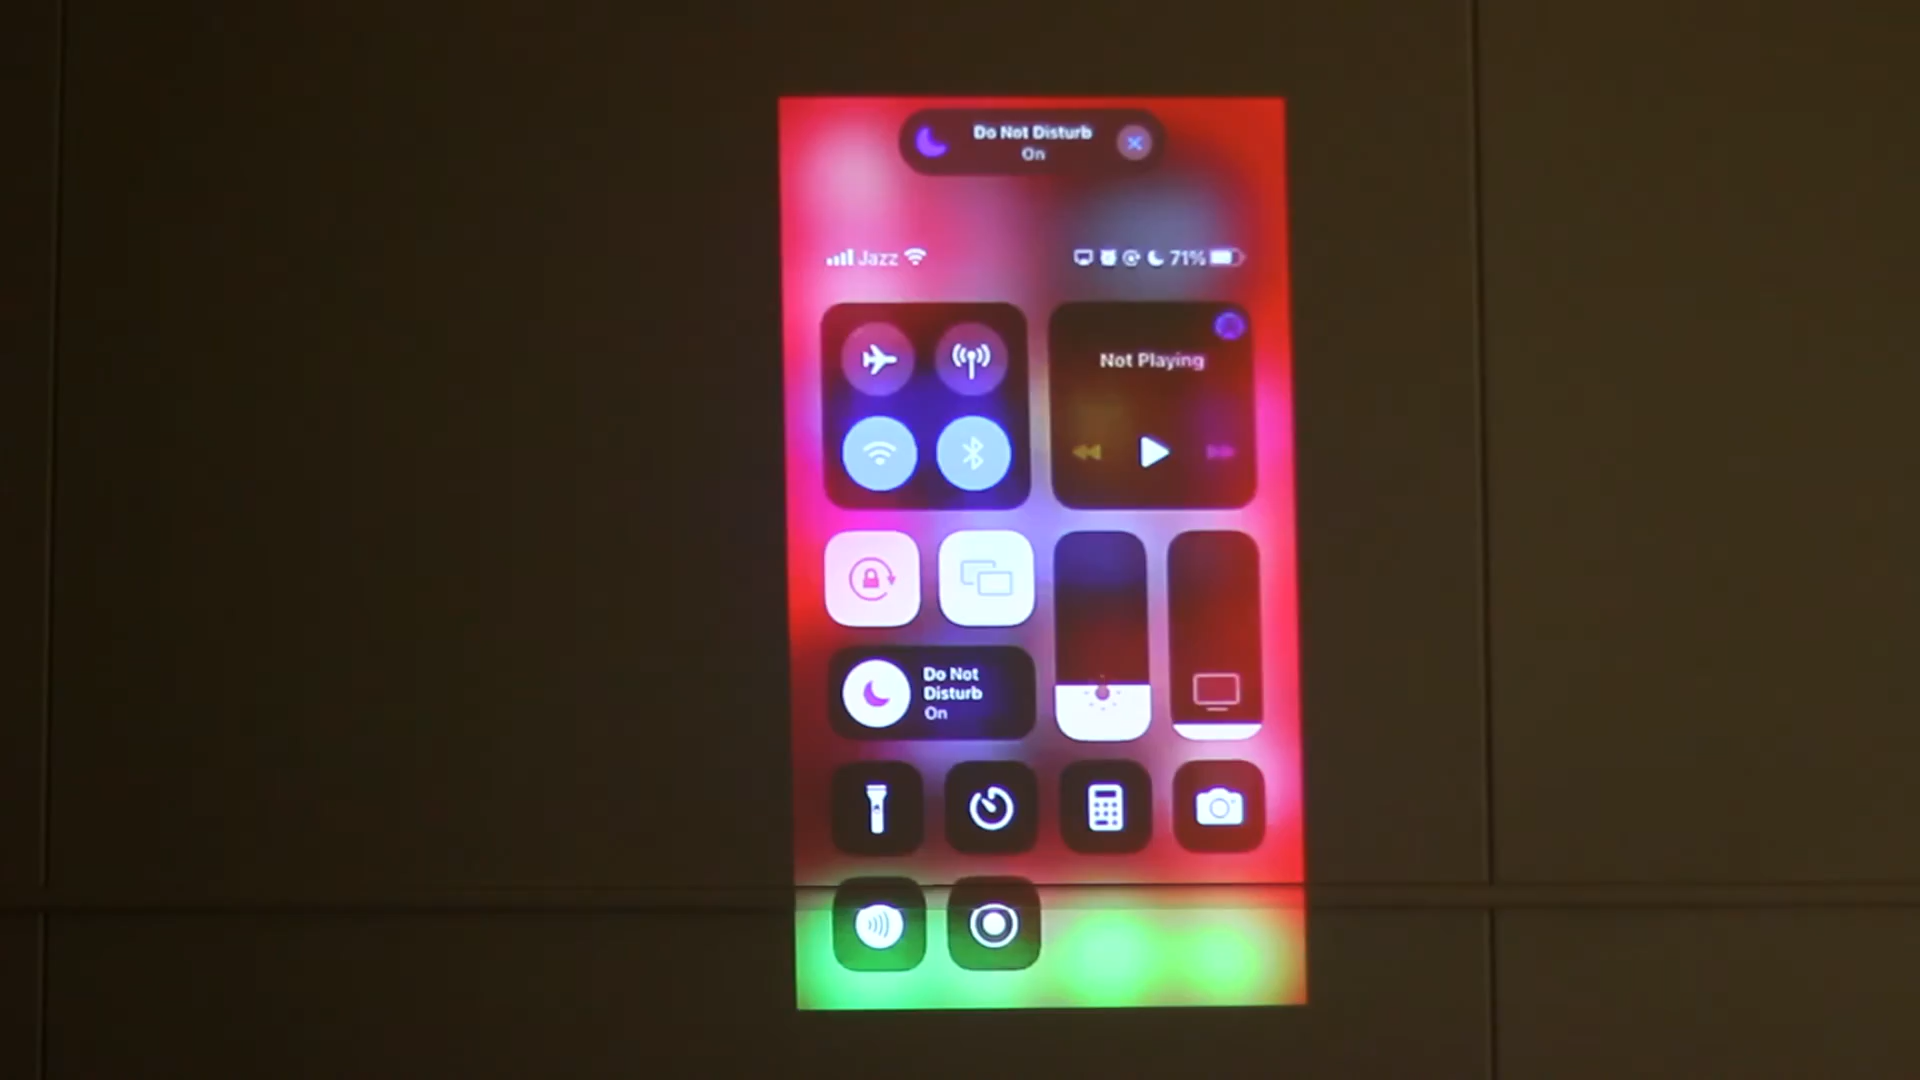 Do Not Disturb
On
Jazz
71%
Not Playing
Do Not
Disturb
On